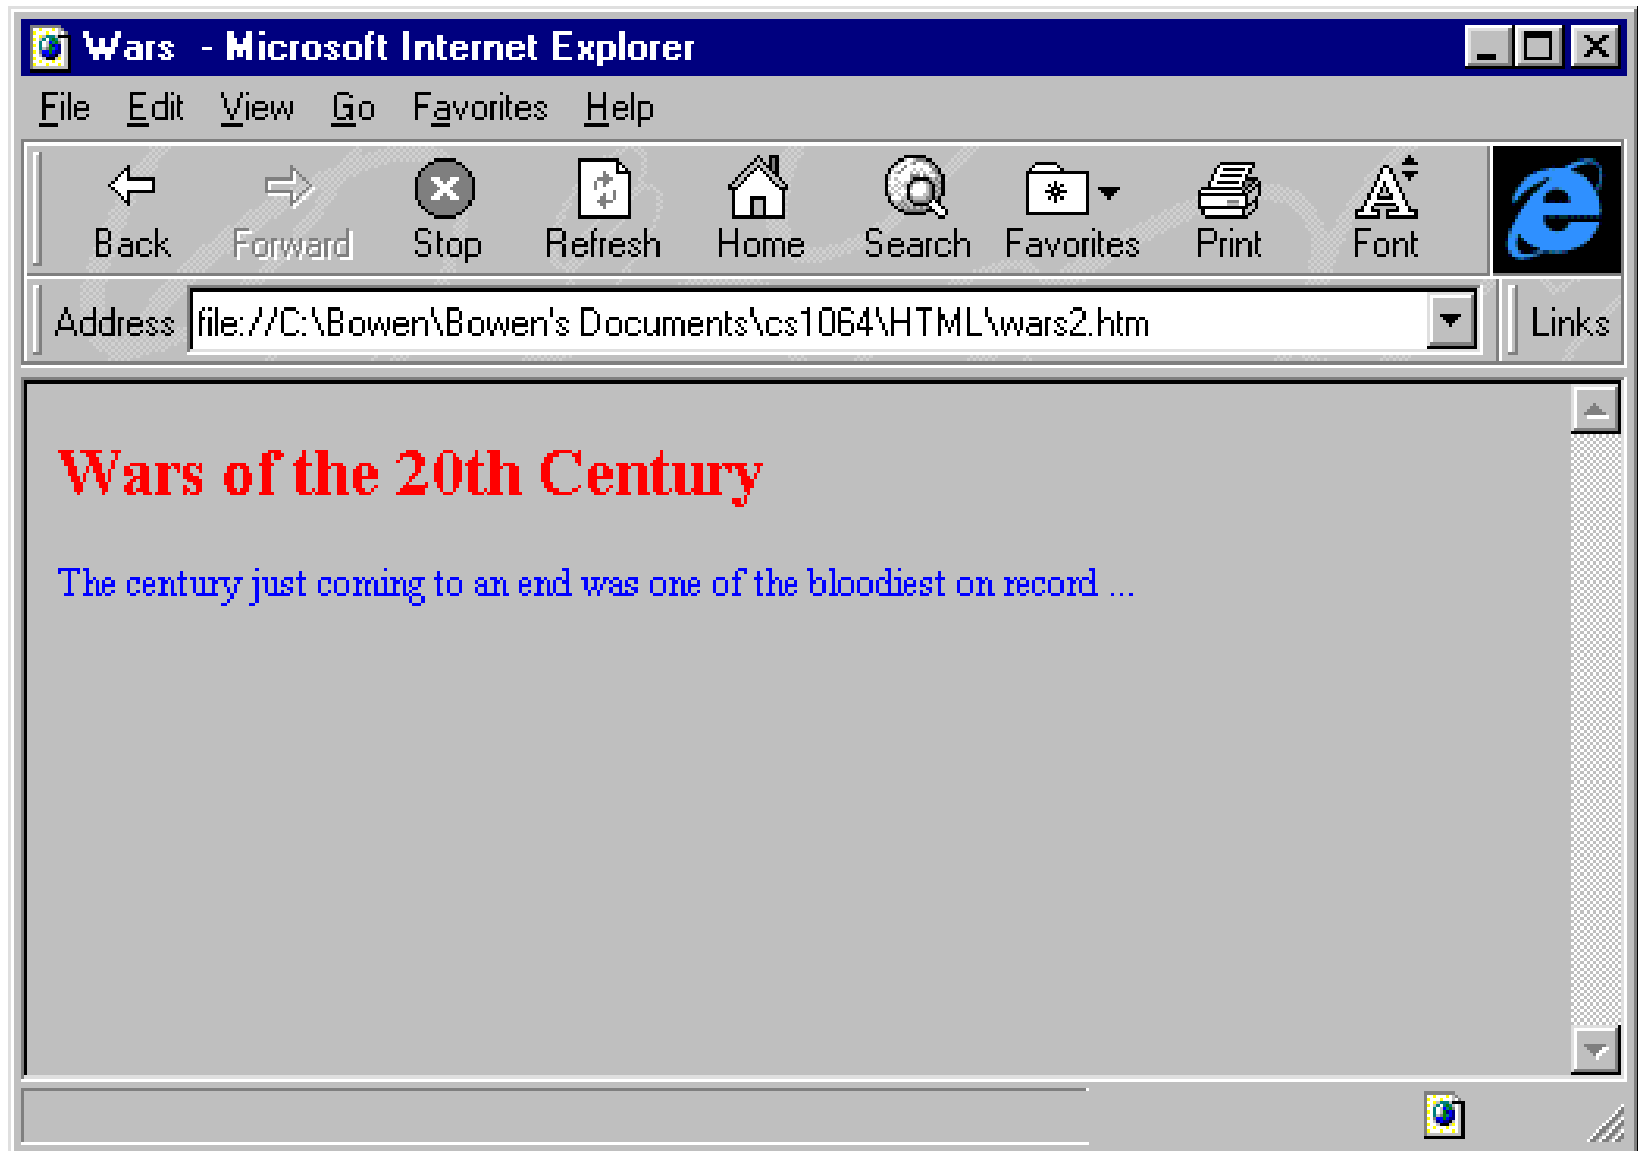 Wars - Microsoft Internet Explorer
File Edit View Go Favorites Help
Back Forward Stop Refresh Home Search Favorites Print Font
Address file://C:\Bowen\Bowen's Documents\cs1064\HTML\wars2.htm Links
Wars of the 20th Century
The century just coming to an end was one of the bloodiest on record ...